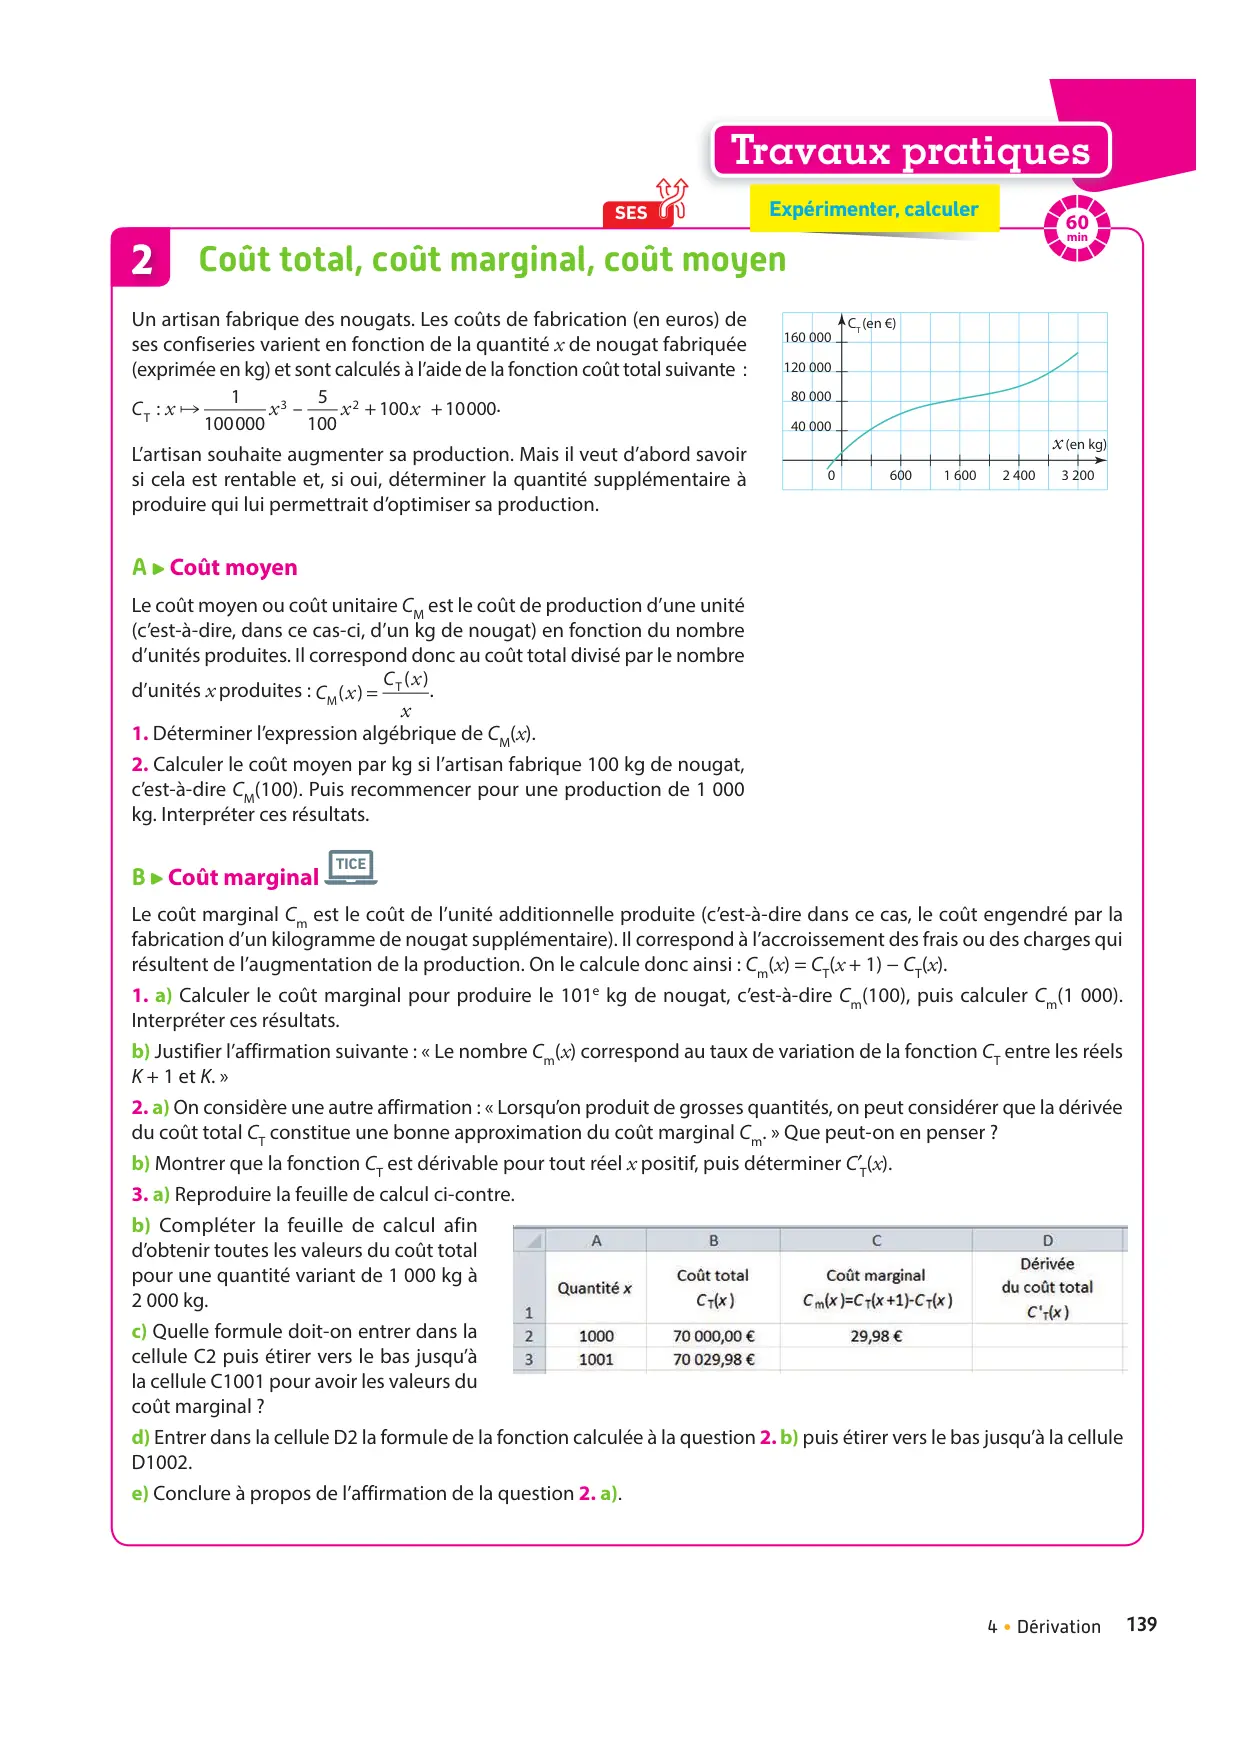 Travaux pratiques
SES
Expérimenter, calculer
60
min
2 Coût total, coût marginal, coût moyen
Un artisan fabrique des nougats. Les coûts de fabrication (en euros) de
ses confiseries varient en fonction de la quantité x de nougat fabriquée
(exprimée en kg) et sont calculés à l’aide de la fonction coût total suivante :
C_T : x ↦ 1/100 000 x³ – 5/100 x² + 100x + 10 000.
L’artisan souhaite augmenter sa production. Mais il veut d’abord savoir
si cela est rentable et, si oui, déterminer la quantité supplémentaire à
produire qui lui permettrait d’optimiser sa production.
C_T (en €)
160 000
120 000
80 000
40 000
x (en kg)
0 600 1 600 2 400 3 200
A ▶ Coût moyen
Le coût moyen ou coût unitaire C_M est le coût de production d’une unité
(c’est-à-dire, dans ce cas-ci, d’un kg de nougat) en fonction du nombre
d’unités produites. Il correspond donc au coût total divisé par le nombre
d’unités x produites : C_M(x) = C_T(x)/x.
1. Déterminer l’expression algébrique de C_M(x).
2. Calculer le coût moyen par kg si l’artisan fabrique 100 kg de nougat,
c’est-à-dire C_M(100). Puis recommencer pour une production de 1 000
kg. Interpréter ces résultats.
B ▶ Coût marginal TICE
Le coût marginal C_m est le coût de l’unité additionnelle produite (c’est-à-dire dans ce cas, le coût engendré par la
fabrication d’un kilogramme de nougat supplémentaire). Il correspond à l’accroissement des frais ou des charges qui
résultent de l’augmentation de la production. On le calcule donc ainsi : C_m(x) = C_T(x + 1) – C_T(x).
1. a) Calculer le coût marginal pour produire le 101ᵉ kg de nougat, c’est-à-dire C_m(100), puis calculer C_m(1 000).
Interpréter ces résultats.
b) Justifier l’affirmation suivante : « Le nombre C_m(x) correspond au taux de variation de la fonction C_T entre les réels
K + 1 et K. »
2. a) On considère une autre affirmation : « Lorsqu’on produit de grosses quantités, on peut considérer que la dérivée
du coût total C_T constitue une bonne approximation du coût marginal C_m. » Que peut-on en penser ?
b) Montrer que la fonction C_T est dérivable pour tout réel x positif, puis déterminer C′_T(x).
3. a) Reproduire la feuille de calcul ci-contre.
b) Compléter la feuille de calcul afin
d’obtenir toutes les valeurs du coût total
pour une quantité variant de 1 000 kg à
2 000 kg.
c) Quelle formule doit-on entrer dans la
cellule C2 puis étirer vers le bas jusqu’à
la cellule C1001 pour avoir les valeurs du
coût marginal ?
A B C D
1 Quantité x
Coût total
C_T(x)
Coût marginal
C_m(x)=C_T(x+1)-C_T(x)
Dérivée
du coût total
C'_T(x)
2 1000 70 000,00 € 29,98 €
3 1001 70 029,98 €
d) Entrer dans la cellule D2 la formule de la fonction calculée à la question 2. b) puis étirer vers le bas jusqu’à la cellule
D1002.
e) Conclure à propos de l’affirmation de la question 2. a).
4 • Dérivation 139